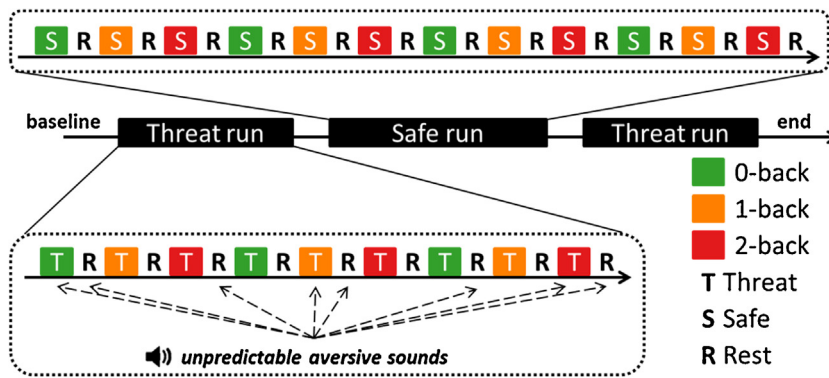 S R S R S R S R S R S R S R S R S R S R S R S R
baseline Threat run Safe run Threat run end
0-back
1-back
2-back
T Threat
S Safe
R Rest
T R T R T R T R T R T R T R T R T R
unpredictable aversive sounds